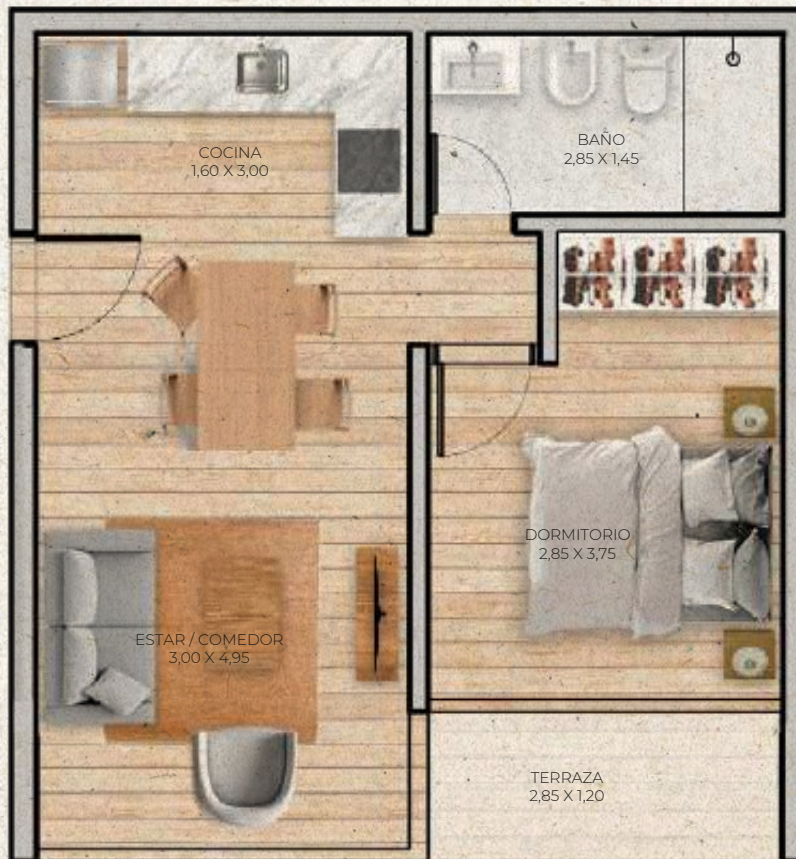 COCINA
1,60 X 3,00
BAÑO
2,85 X 1,45
DORMITORIO
2,85 X 3,75
ESTAR / COMEDOR
3,00 X 4,95
TERRAZA
2,85 X 1,20